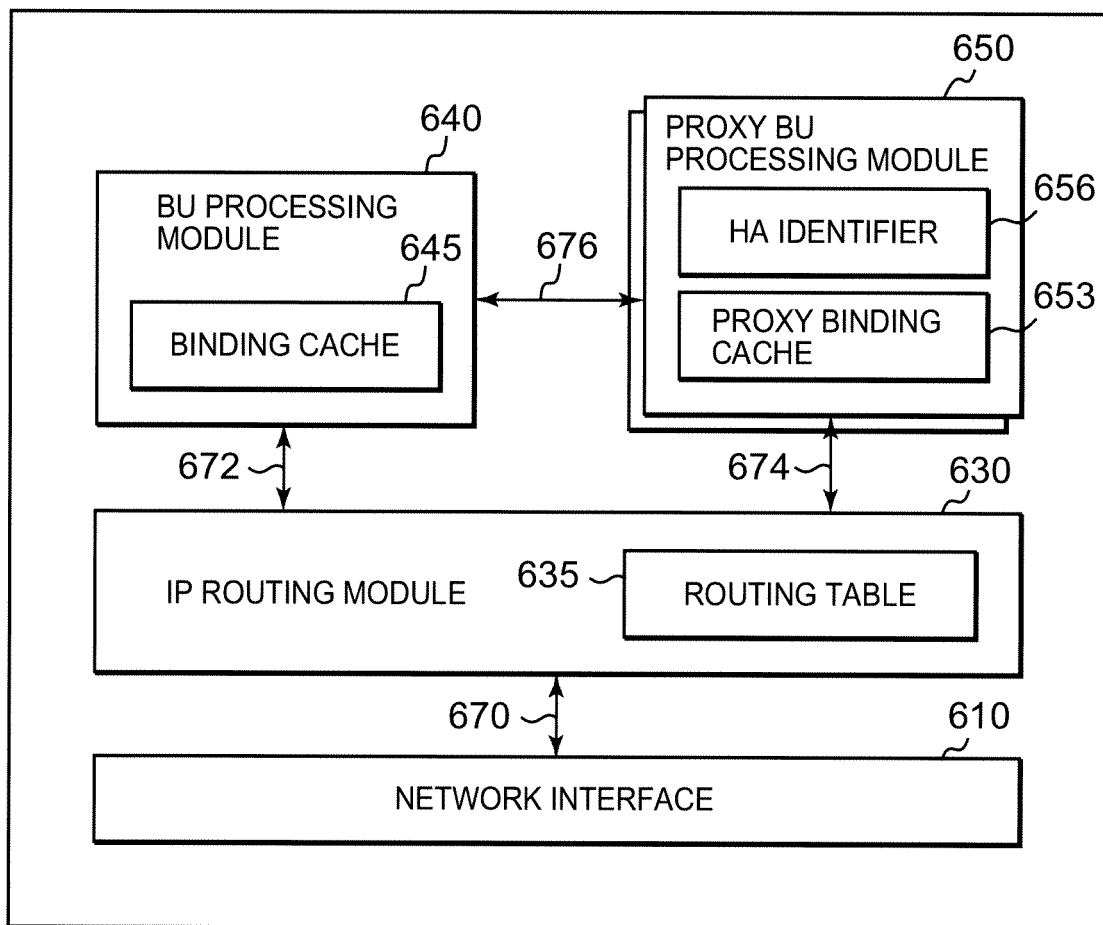 650
PROXY BU
PROCESSING MODULE
640
656
BU PROCESSING
MODULE
HA IDENTIFIER
645
676
653
BINDING CACHE
PROXY BINDING
CACHE
672
674
630
IP ROUTING MODULE
635
ROUTING TABLE
670
610
NETWORK INTERFACE